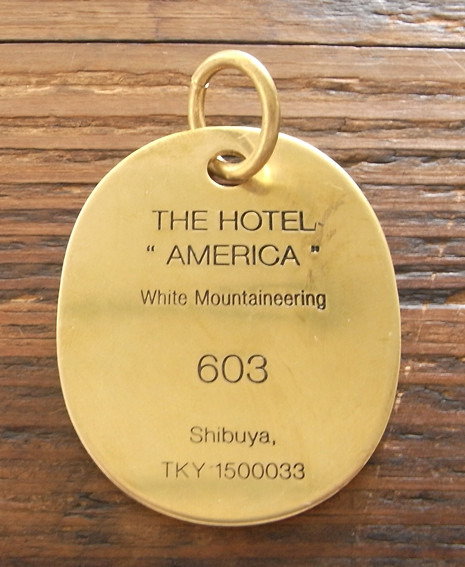 THE HOTEL
" AMERICA "
White Mountaineering
603
Shibuya,
TKY 1500033